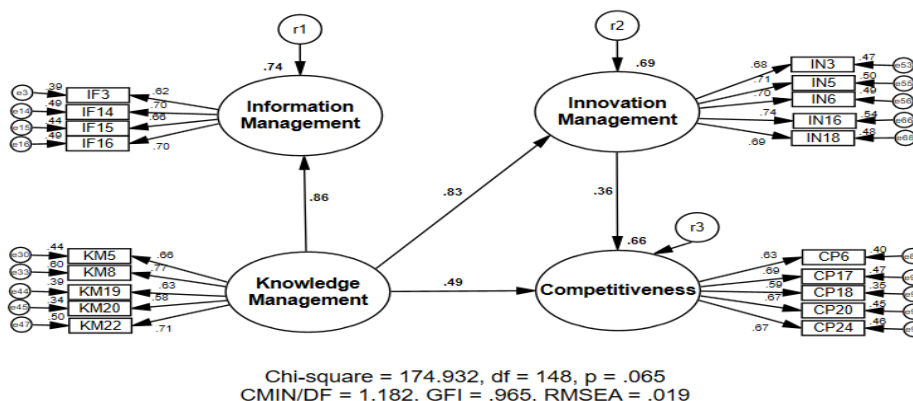 r1
r2
.74
.69
e3 .39 IF3 .62
e14 .49 IF14 .70
e15 .44 IF15 .66
e16 .49 IF16 .70
Information
Management
Innovation
Management
.68 IN3 .47 e53
.71 IN5 .50 e55
.70 IN6 .49 e56
.74 IN16 .54 e66
.69 IN18 .48 e68
.86
.83
.36
r3
.66
e30 .44 KM5 .66
e33 .60 KM8 .77
e44 .39 KM19 .63
e45 .34 KM20 .58
e47 .50 KM22 .71
Knowledge
Management
.49
Competitiveness
.63 CP6 .40
.69 CP17 .47
.59 CP18 .35
.67 CP20 .45
.67 CP24 .46
Chi-square = 174.932, df = 148, p = .065
CMIN/DF = 1.182, GFI = .965, RMSEA = .019